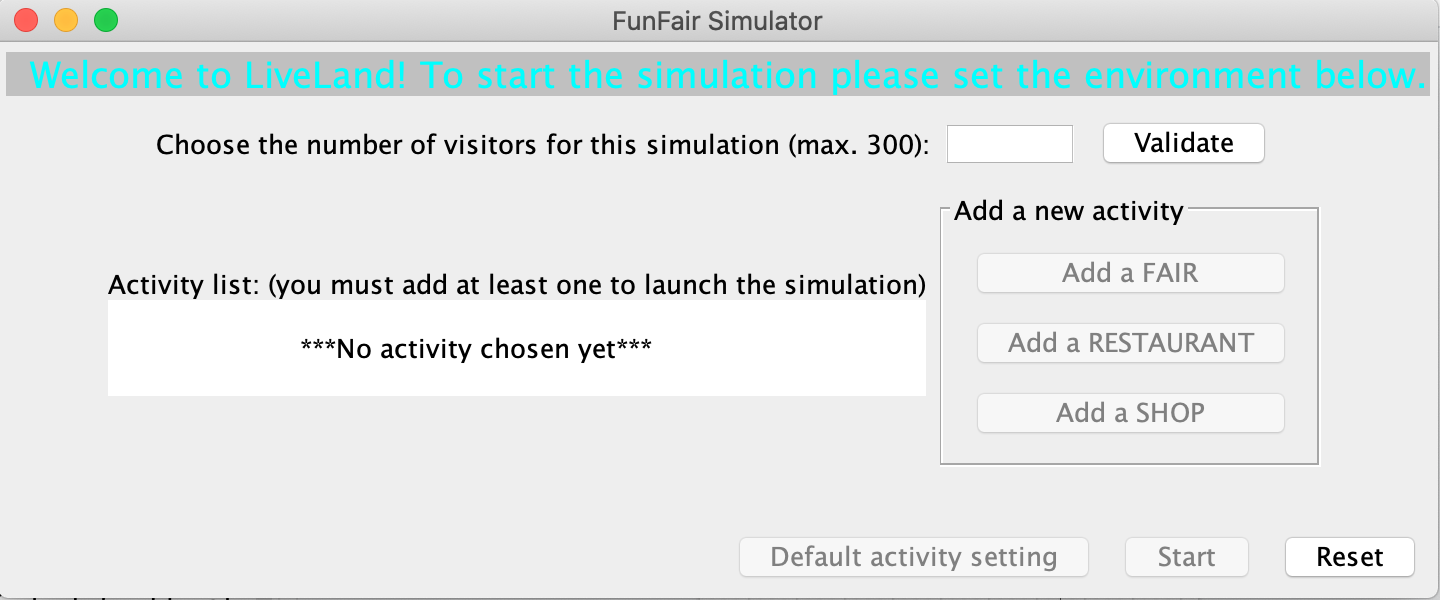 FunFair Simulator
Welcome to LiveLand! To start the simulation please set the environment below.
Choose the number of visitors for this simulation (max. 300):
Validate
Add a new activity
Add a FAIR
Activity list: (you must add at least one to launch the simulation)
Add a RESTAURANT
***No activity chosen yet***
Add a SHOP
Default activity setting
Start
Reset